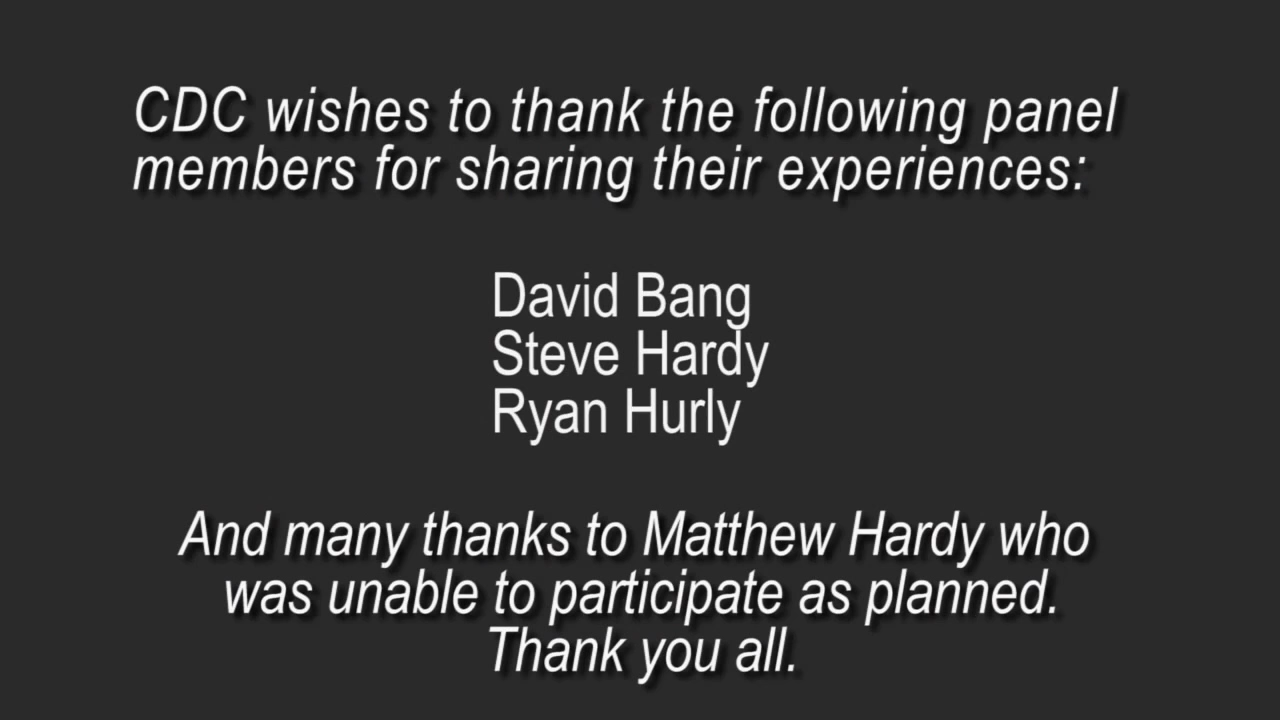 CDC wishes to thank the following panel
members for sharing their experiences:
David Bang
Steve Hardy
Ryan Hurly
And many thanks to Matthew Hardy who
was unable to participate as planned.
Thank you all.